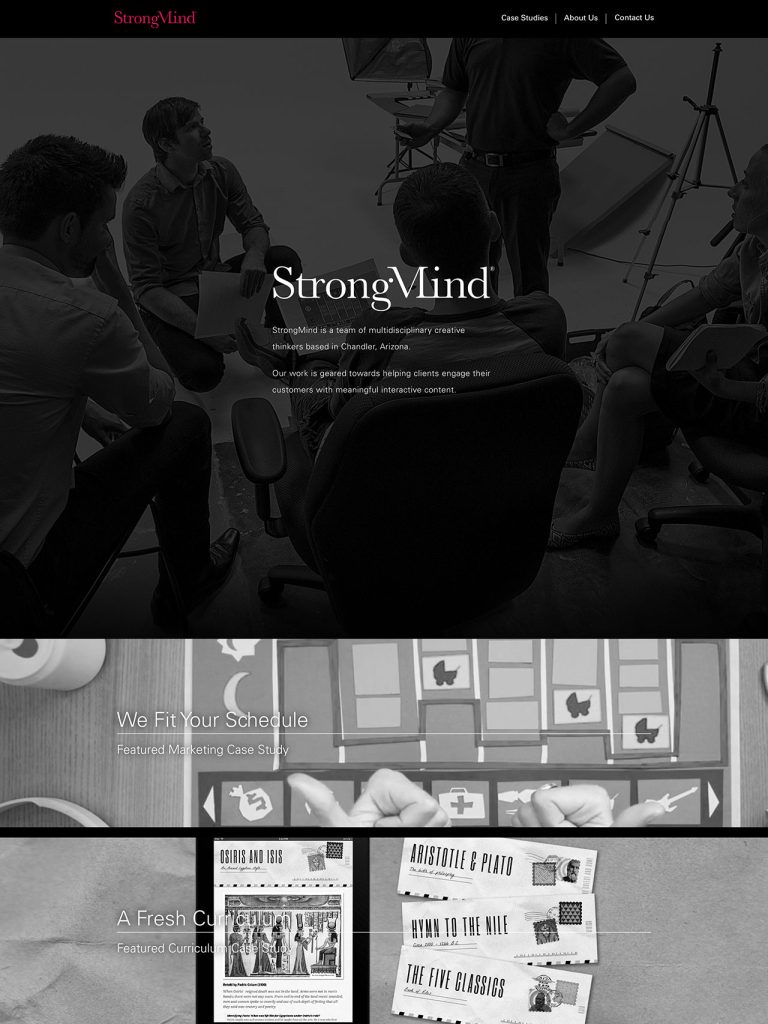 StrongMind
Case Studies | About Us | Contact Us
StrongMind®
StrongMind is a team of multidisciplinary creative
thinkers based in Chandler, Arizona.
Our work is geared towards helping clients engage their
customers with meaningful interactive content.
We Fit Your Schedule
Featured Marketing Case Study
A Fresh Curriculum
Featured Curriculum Case Study
OSIRIS AND ISIS
ARISTOTLE & PLATO
HYMN TO THE NILE
THE FIVE CLASSICS